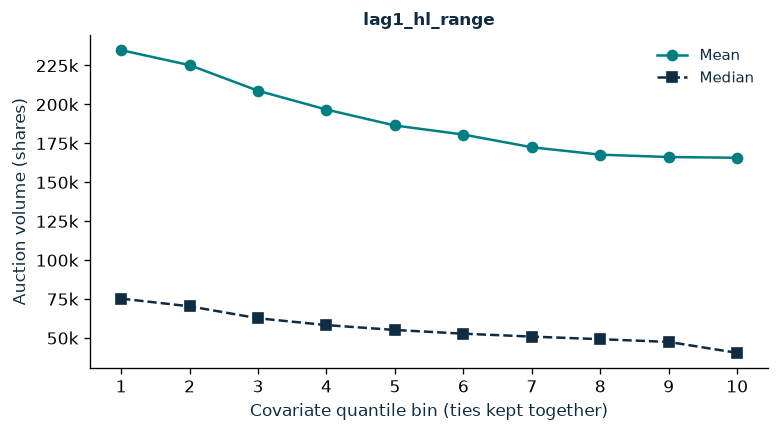 lag1_hl_range
Mean
Median
Auction volume (shares)
225k
200k
175k
150k
125k
100k
75k
50k
1 2 3 4 5 6 7 8 9 10
Covariate quantile bin (ties kept together)